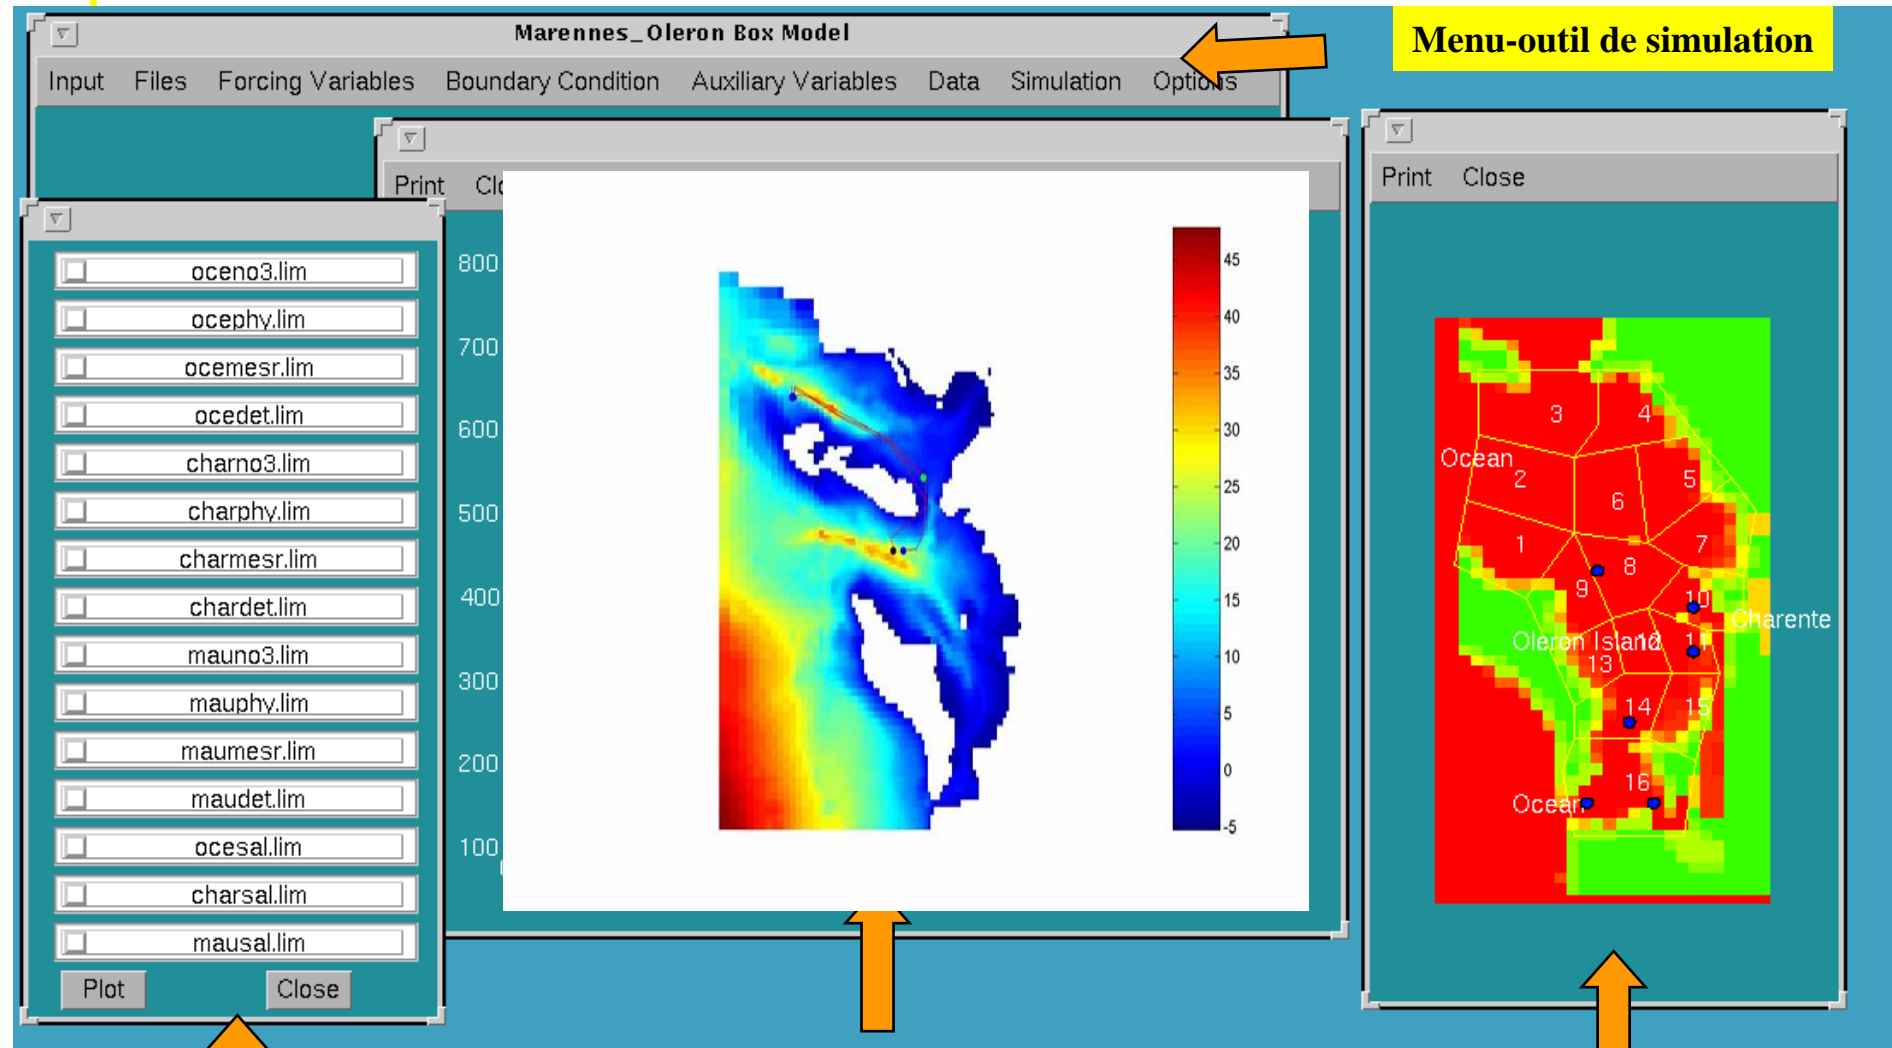 Marennes_Oleron Box Model
Menu-outil de simulation
Input Files Forcing Variables Boundary Condition Auxiliary Variables Data Simulation Options
Print
Print Close
oceno3.lim
ocephy.lim
ocemesr.lim
ocedet.lim
charno3.lim
charphy.lim
charmesr.lim
chardet.lim
mauno3.lim
mauphy.lim
maumesr.lim
maudet.lim
ocesal.lim
charsal.lim
mausal.lim
Plot Close
800
700
600
500
400
300
200
100
45
40
35
30
25
20
15
10
5
0
-5
3 4
Ocean
2 5
6
1 7
8
9
10
Charente
Oleron Island
12 11
13
14 15
16
Ocean